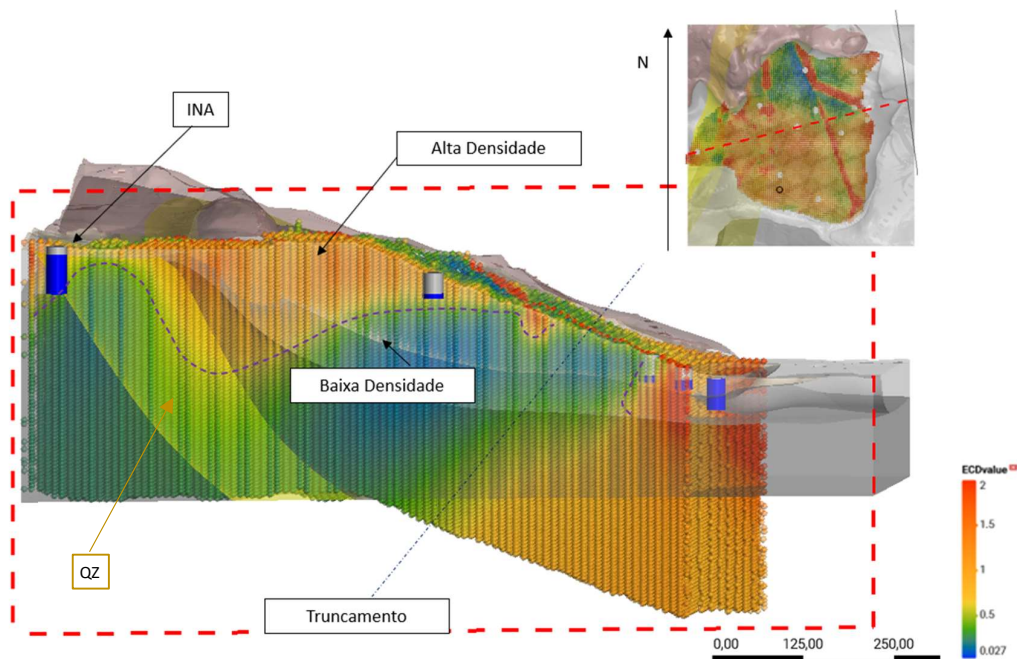 N
INA
Alta Densidade
Baixa Densidade
QZ
Truncamento
ECDvalue
2
1.5
1
0.5
0.027
0,00 125,00 250,00